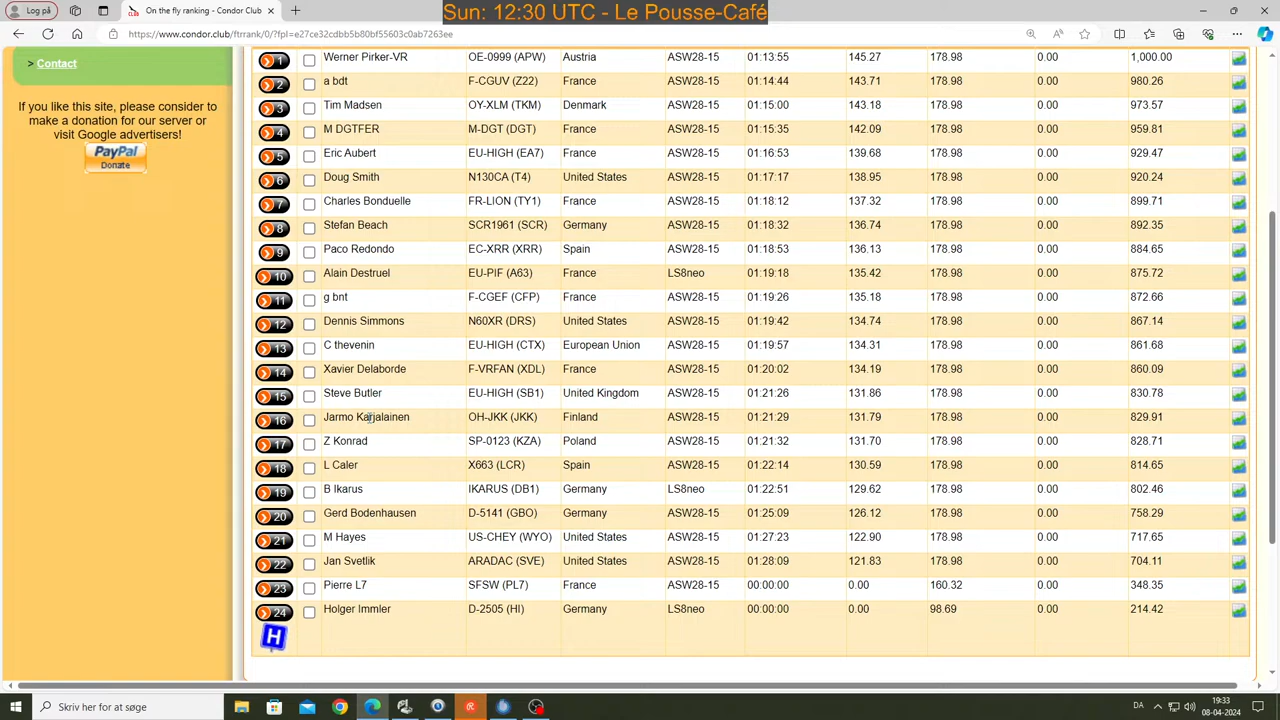 Sun: 12:30 UTC - Le Pousse-Café
Log på
On the fly ranking - Condor.Club
https://www.condor.club/ftrrank/0/?fpl=e27ce32cdbb5b80bf55603c0ab7263ee
> Contact
If you like this site, please consider to
make a donation for our server or
visit Google advertisers!
PayPal
Donate
1 Werner Pirker-VR OE-0999 (APW) Austria ASW28-15 01:13:55 145.27 178.98 0.00 1,000.00
2 a bdt F-CGUV (Z22) France ASW28-15 01:14:44 143.71 178.98 0.00 980.26
3 Tim Madsen OY-XLM (TKM) Denmark ASW28-15 01:15:00 143.18 178.98 0.00 973.57
4 M DGTFER M-DGT (DGT) France ASW28-15 01:15:35 142.09 178.98 0.00 959.81
5 Eric Aubert EU-HIGH (EA7) France ASW28-15 01:16:53 139.68 178.98 0.00 929.47
6 Doug Smith N130CA (T4) United States ASW28-15 01:17:17 138.95 178.98 0.00 920.24
7 Charles Bonduelle FR-LION (TY1) France ASW28-15 01:18:12 137.32 178.98 0.00 899.71
8 Stefan Beach SCR1961 (SCR) Germany ASW28-15 01:18:32 136.74 178.98 0.00 892.35
9 Paco Redondo EC-XRR (XRR) Spain ASW28-15 01:18:53 136.13 178.98 0.00 884.65
10 Alain Destruel EU-PIF (A63) France LS8neo 01:19:18 135.42 178.98 0.00 875.72
11 g bnt F-CGEF (CFP) France ASW28-15 01:19:26 135.18 178.98 0.00 872.66
12 Dennis Simmons N60XR (DRS) United States ASW28-15 01:19:42 134.74 178.98 0.00 867.14
13 C thevenin EU-HIGH (CTX) European Union ASW28-15 01:19:57 134.31 178.98 0.00 861.68
14 Xavier Delaborde F-VRFAN (XDL) France ASW28-15 01:20:02 134.19 178.98 0.00 860.09
15 Steve Butler EU-HIGH (SB1) United Kingdom ASW28-15 01:21:26 131.86 178.98 0.00 830.78
16 Jarmo Karjalainen OH-JKK (JKK) Finland ASW28-15 01:21:29 131.79 178.98 0.00 829.91
17 Z Konrad SP-0123 (KZA) Poland ASW28-15 01:21:32 131.70 178.98 0.00 828.71
18 L Caler X663 (LCR) Spain ASW28-15 01:22:14 130.59 178.98 0.00 814.65
19 B Ikarus IKARUS (DB1) Germany LS8neo 01:22:51 129.62 178.98 0.00 802.46
20 Gerd Bodenhausen D-5141 (GBO) Germany ASW28-15 01:25:09 126.12 178.98 0.00 758.29
21 M Hayes US-CHEY (WYO) United States ASW28-15 01:27:23 122.90 178.98 0.00 717.65
22 Jan Svetlik ARADAC (SVE) United States ASW28-15 01:28:09 121.83 178.98 0.00 704.11
23 Pierre L7 SFSW (PL7) France ASW28-15 00:00:00 0.00 160.32 0.00 348.35
24 Holger Immler D-2505 (HI) Germany LS8neo 00:00:00 0.00 98.69 0.00 214.42
H
Skriv her for at søge
DA
19:33
08-04-2024